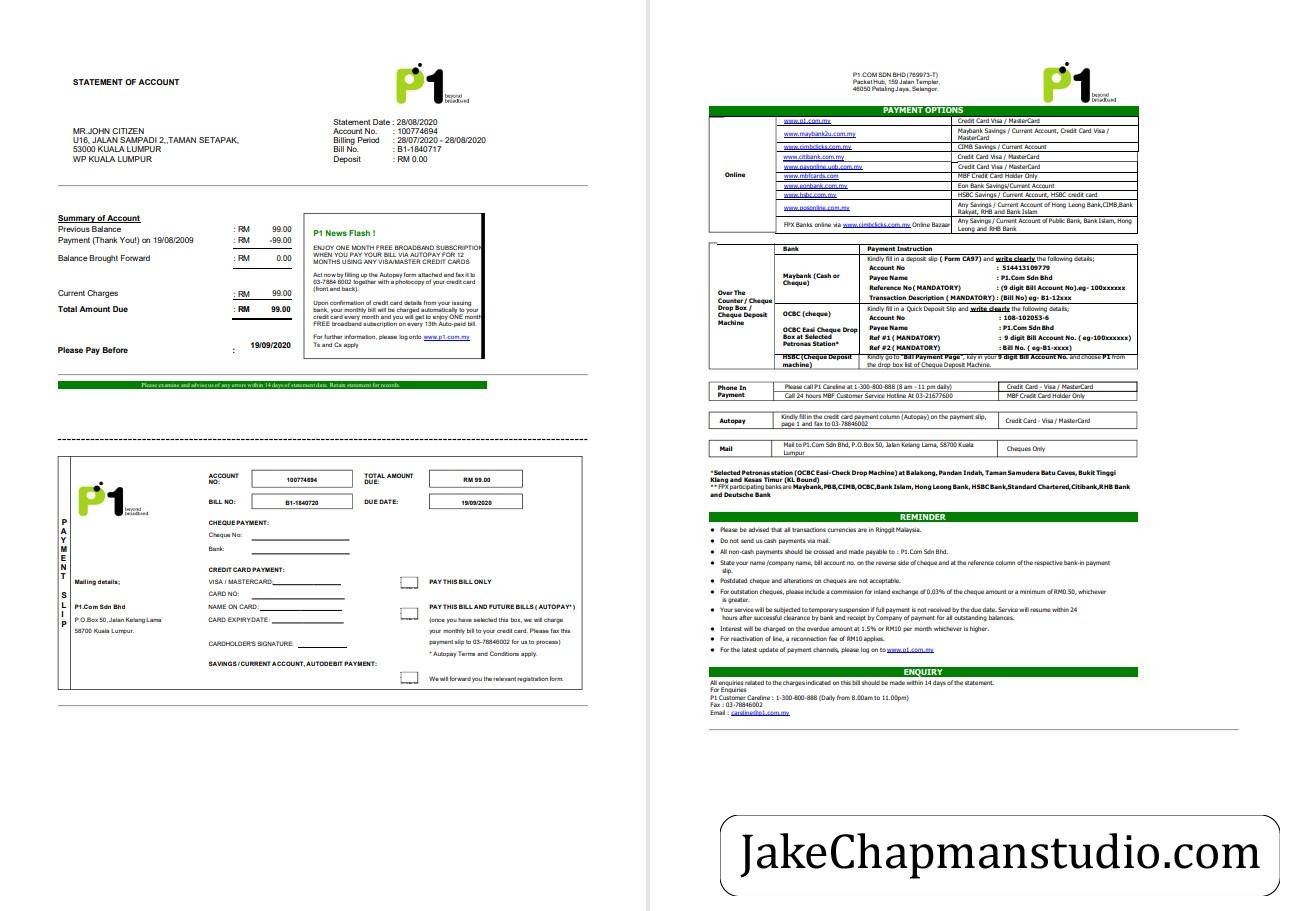 STATEMENT OF ACCOUNT
P1
beyond
broadband
MR.JOHN CITIZEN
U16, JALAN SAMPADI 2,,TAMAN SETAPAK,
53000 KUALA LUMPUR
WP KUALA LUMPUR
Statement Date : 28/08/2020
Account No. : 100774694
Billing Period : 28/07/2020 - 28/08/2020
Bill No. : B1-1840717
Deposit : RM 0.00
Summary of Account
Previous Balance : RM 99.00
Payment (Thank You!) on 19/08/2009 : RM -99.00
Balance Brought Forward : RM 0.00
Current Charges : RM 99.00
Total Amount Due : RM 99.00
Please Pay Before : 19/09/2020
P1 News Flash !
ENJOY ONE MONTH FREE BROADBAND SUBSCRIPTION
WHEN YOU PAY YOUR BILL VIA AUTOPAY FOR 12
MONTHS USING ANY VISA/MASTER CREDIT CARDS
Act now by filling up the Autopay form attached and fax it to
03-7884 6002 together with a photocopy of your credit card
(front and back).
Upon confirmation of credit card details from your issuing
bank, your monthly bill will be charged automatically to your
credit card every month and you will get to enjoy ONE month
FREE broadband subscription on every 13th Auto-paid bill.
For further information, please log onto www.p1.com.my
Ts and Cs apply
Please examine and advise us of any errors within 14 days of statement date. Retain statement for records.
PAYMENT SLIP
P1
beyond
broadband
Mailing details;
P1.Com Sdn Bhd
P.O.Box 50, Jalan Kelang Lama
58700 Kuala Lumpur.
ACCOUNT NO: 100774694 TOTAL AMOUNT DUE: RM 99.00
BILL NO: B1-1840720 DUE DATE: 19/09/2020
CHEQUE PAYMENT:
Cheque No:
Bank:
CREDIT CARD PAYMENT:
VISA / MASTERCARD:
CARD NO:
NAME ON CARD:
CARD EXPIRY DATE:
CARDHOLDER'S SIGNATURE:
SAVINGS / CURRENT ACCOUNT, AUTODEBIT PAYMENT:
PAY THIS BILL ONLY
PAY THIS BILL AND FUTURE BILLS ( AUTOPAY* )
(once you have selected this box, we will charge
your monthly bill to your credit card. Please fax this
payment slip to 03-78846002 for us to process)
* Autopay Terms and Conditions apply.
We will forward you the relevant registration form.
P1.COM SDN BHD (769973-T)
Packet Hub, 159 Jalan Templer,
46050 Petaling Jaya, Selangor.
P1
beyond
broadband
PAYMENT OPTIONS
Online
www.p1.com.my Credit Card Visa / MasterCard
www.maybank2u.com.my Maybank Savings / Current Account, Credit Card Visa / MasterCard
www.cimbclicks.com.my CIMB Savings / Current Account
www.citibank.com.my Credit Card Visa / MasterCard
www.payonline.uob.com.my Credit Card Visa / MasterCard
www.mbfcards.com MBF Credit Card Holder Only
www.eonbank.com.my Eon Bank Savings/Current Account
www.hsbc.com.my HSBC Savings / Current Account, HSBC credit card
www.posonline.com.my Any Savings / Current Account of Hong Leong Bank,CIMB,Bank Rakyat, RHB and Bank Islam
FPX Banks online via www.cimbclicks.com.my Online Bazaar Any Savings / Current Account of Public Bank, Bank Islam, Hong Leong and RHB Bank
Over The Counter / Cheque Drop Box / Cheque Deposit Machine
Bank Payment Instruction
Maybank (Cash or Cheque)
Kindly fill in a deposit slip ( Form CA97) and write clearly the following details;
Account No : 514413109779
Payee Name : P1.Com Sdn Bhd
Reference No ( MANDATORY) : (9 digit Bill Account No).eg- 100xxxxxx
Transaction Description ( MANDATORY) : (Bill No) eg- B1-12xxx
OCBC (cheque)
OCBC Easi Cheque Drop Box at Selected Petronas Station*
Kindly fill in a Quick Deposit Slip and write clearly the following details;
Account No : 108-102053-6
Payee Name : P1.Com Sdn Bhd
Ref #1 ( MANDATORY) : 9 digit Bill Account No. ( eg-100xxxxxx)
Ref #2 ( MANDATORY) : Bill No. ( eg-B1-xxxx)
HSBC (Cheque Deposit machine)
Kindly go to "Bill Payment Page", key in your 9 digit Bill Account No. and choose P1 from
the drop box list of Cheque Deposit Machine.
Phone In Payment
Please call P1 Careline at 1-300-800-888 (8 am - 11 pm daily) Credit Card - Visa / MasterCard
Call 24 hours MBF Customer Service Hotline At 03-21677600 MBF Credit Card Holder Only
Autopay
Kindly fill in the credit card payment column (Autopay) on the payment slip,
page 1 and fax to 03-78846002
Credit Card - Visa / MasterCard
Mail
Mail to P1.Com Sdn Bhd, P.O.Box 50, Jalan Kelang Lama, 58700 Kuala
Lumpur
Cheques Only
*Selected Petronas station (OCBC Easi-Check Drop Machine) at Balakong, Pandan Indah, Taman Samudera Batu Caves, Bukit Tinggi
Klang and Kesas Timur (KL Bound)
** FPX participating banks are Maybank,PBB,CIMB,OCBC,Bank Islam, Hong Leong Bank, HSBC Bank,Standard Chartered,Citibank,RHB Bank
and Deutsche Bank
REMINDER
● Please be advised that all transactions currencies are in Ringgit Malaysia.
● Do not send us cash payments via mail.
● All non-cash payments should be crossed and made payable to : P1.Com Sdn Bhd.
● State your name /company name, bill account no. on the reverse side of cheque and at the reference column of the respective bank-in payment
slip.
● Postdated cheque and alterations on cheques are not acceptable.
● For outstation cheques, please include a commission for inland exchange of 0.03% of the cheque amount or a minimum of RM0.50, whichever
is greater.
● Your service will be subjected to temporary suspension if full payment is not received by the due date. Service will resume within 24
hours after successful clearance by bank and receipt by Company of payment for all outstanding balances.
● Interest will be charged on the overdue amount at 1.5% or RM10 per month whichever is higher.
● For reactivation of line, a reconnection fee of RM10 applies.
● For the latest update of payment channels, please log on to www.p1.com.my
ENQUIRY
All enquiries related to the charges indicated on this bill should be made within 14 days of the statement.
For Enquiries
P1 Customer Careline : 1-300-800-888 (Daily from 8.00am to 11.00pm)
Fax : 03-78846002
Email : careline@p1.com.my
JakeChapmanstudio.com